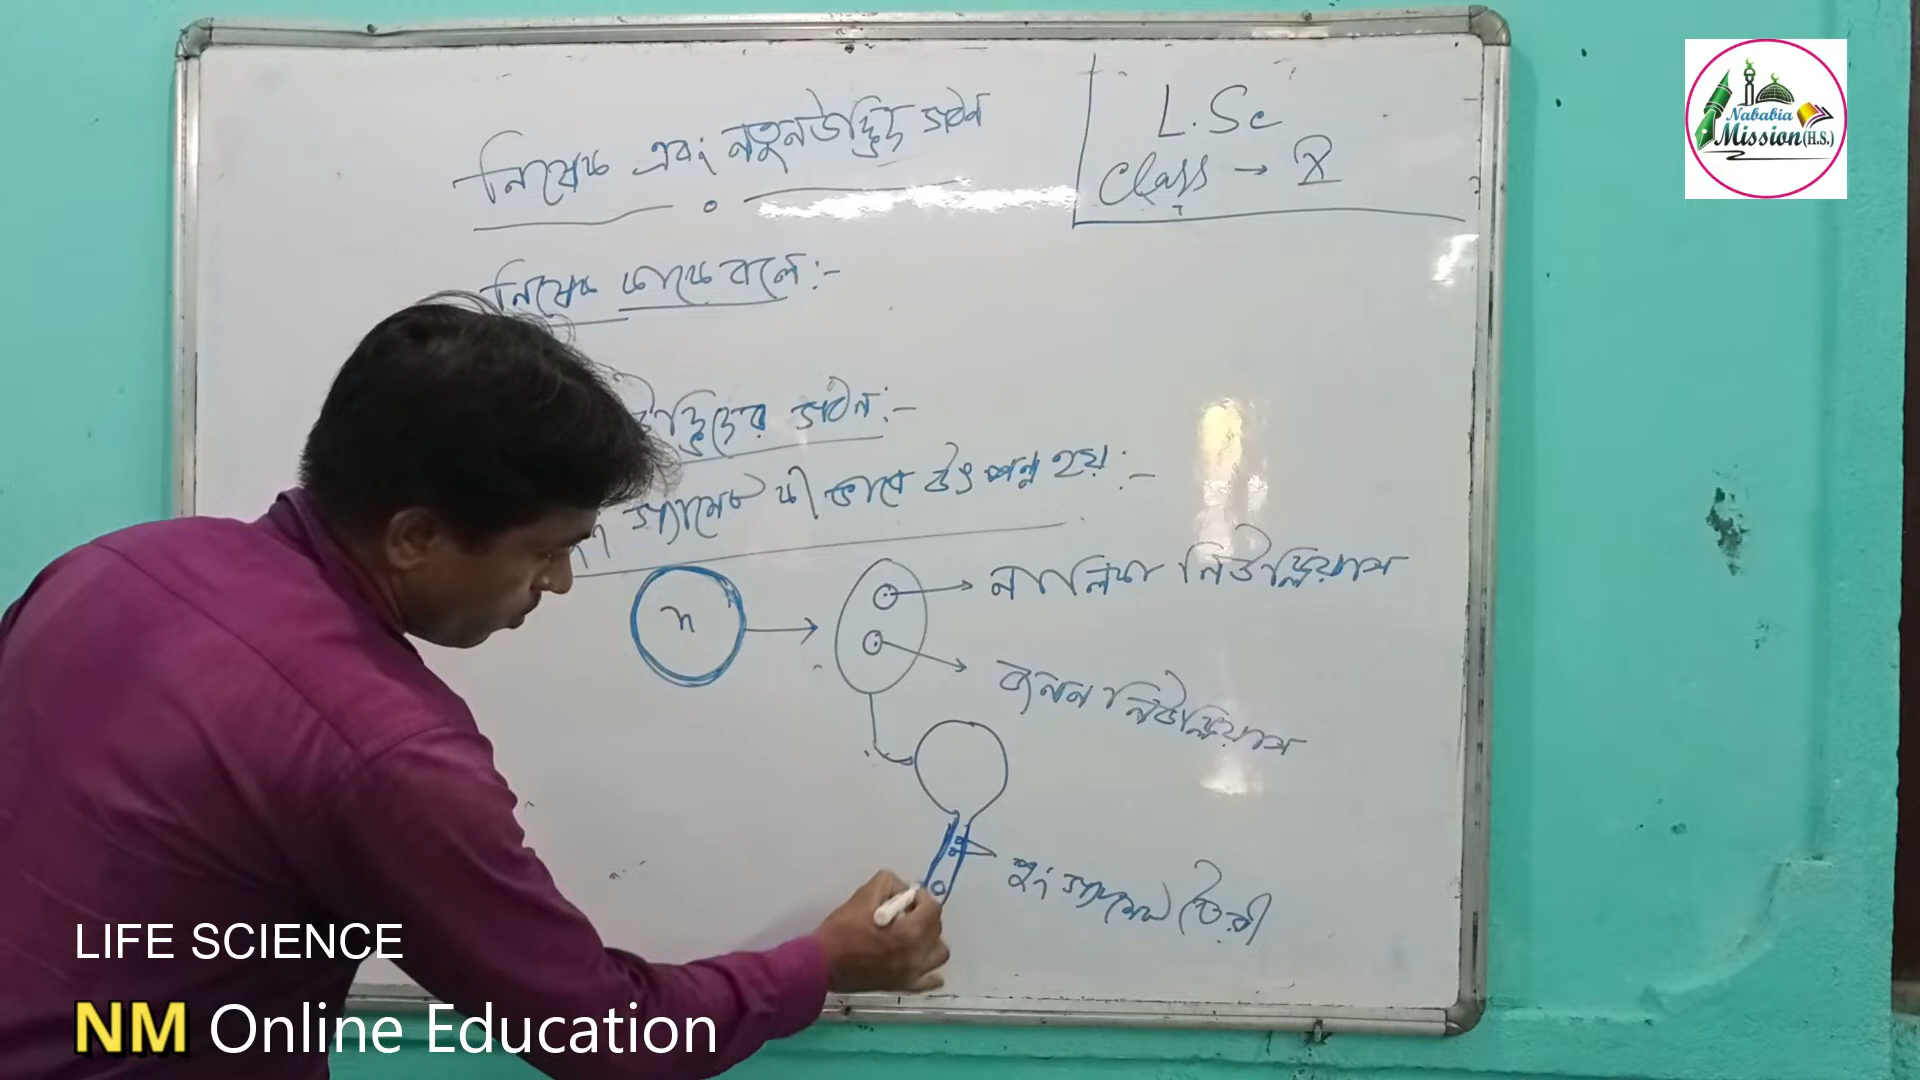 নিষেক এবং নতুন উদ্ভিদ গঠন
L.Sc
Class → X
নিষেক কাকে বলে:-
উদ্ভিদের গঠন:-
গ্যামেট কী ভাবে উৎপন্ন হয়:-
n
নালিকা নিউক্লিয়াস
জনন নিউক্লিয়াস
পুং গ্যামেট তৈরী
Nababia
Mission (H.S.)
LIFE SCIENCE
NM Online Education